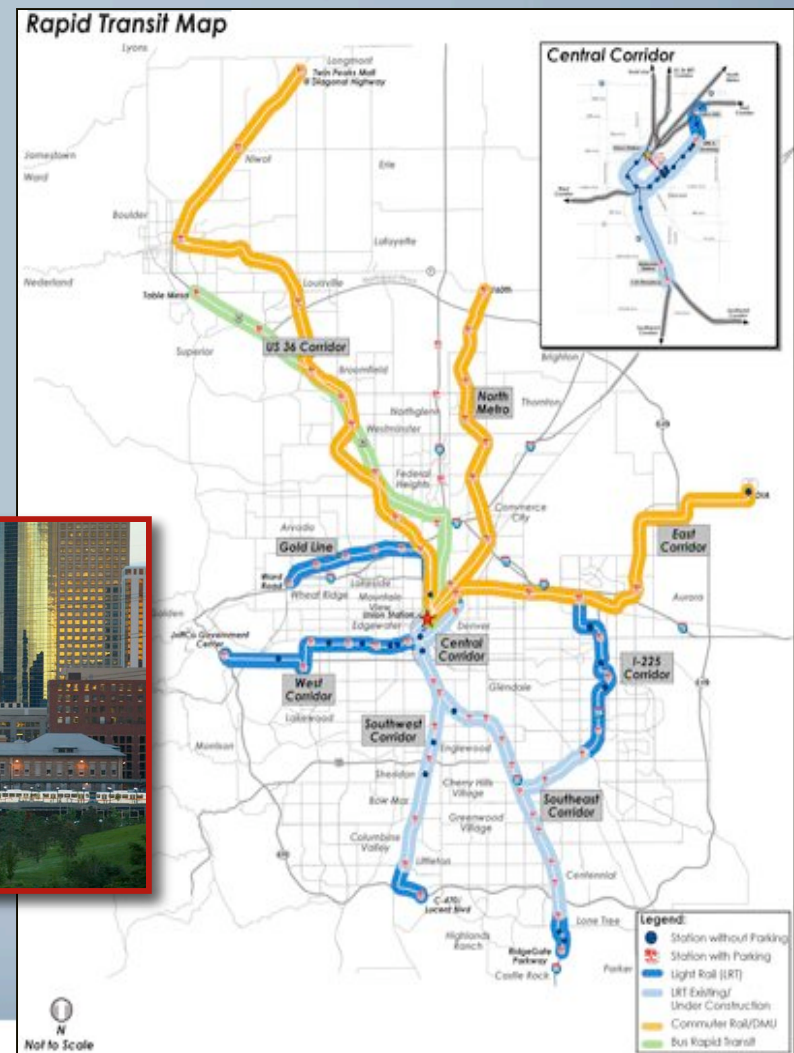 Rapid Transit Map
Lyons
Longmont
Twin Peaks Mall
@ Diagonal Highway
Central Corridor
Jamestown
Ward
Niwot
Erie
Boulder
Lafayette
Nederland
Louisville
Table Mesa
162th
US 36 Corridor
Superior
Broomfield
Brighton
North
Metro
Thornton
Northglenn
Westminster
Federal
Heights
Commerce
City
DIA
East
Corridor
Arvada
Gold Line
Ward
Road
Wheat Ridge
Lakeside
Mountain
View
Union Station
Edgewater
Denver
Aurora
Golden
JeffCo Government
Center
Central
Corridor
West
Corridor
I-225
Corridor
Glendale
Lakewood
Southwest
Corridor
Morrison
Englewood
Sheridan
Cherry Hills
Village
Bow Mar
Southeast
Corridor
Greenwood
Village
Columbine
Valley
Littleton
Centennial
C-470/
Lucent Blvd
Highlands
Ranch
Lone Tree
RidgeGate
Parkway
Castle Rock
Parker
Legend:
Station without Parking
Station with Parking
Light Rail (LRT)
LRT Existing/
Under Construction
Commuter Rail/DMU
Bus Rapid Transit
N
Not to Scale